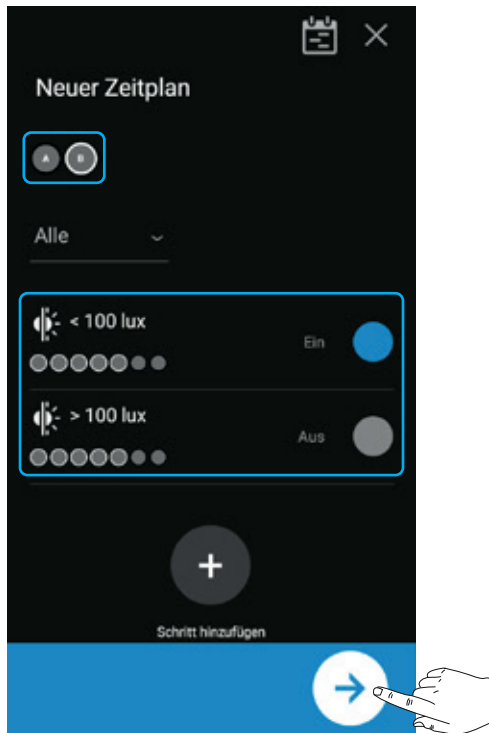 Neuer Zeitplan
A B
Alle
< 100 lux
Ein
> 100 lux
Aus
+
Schritt hinzufügen